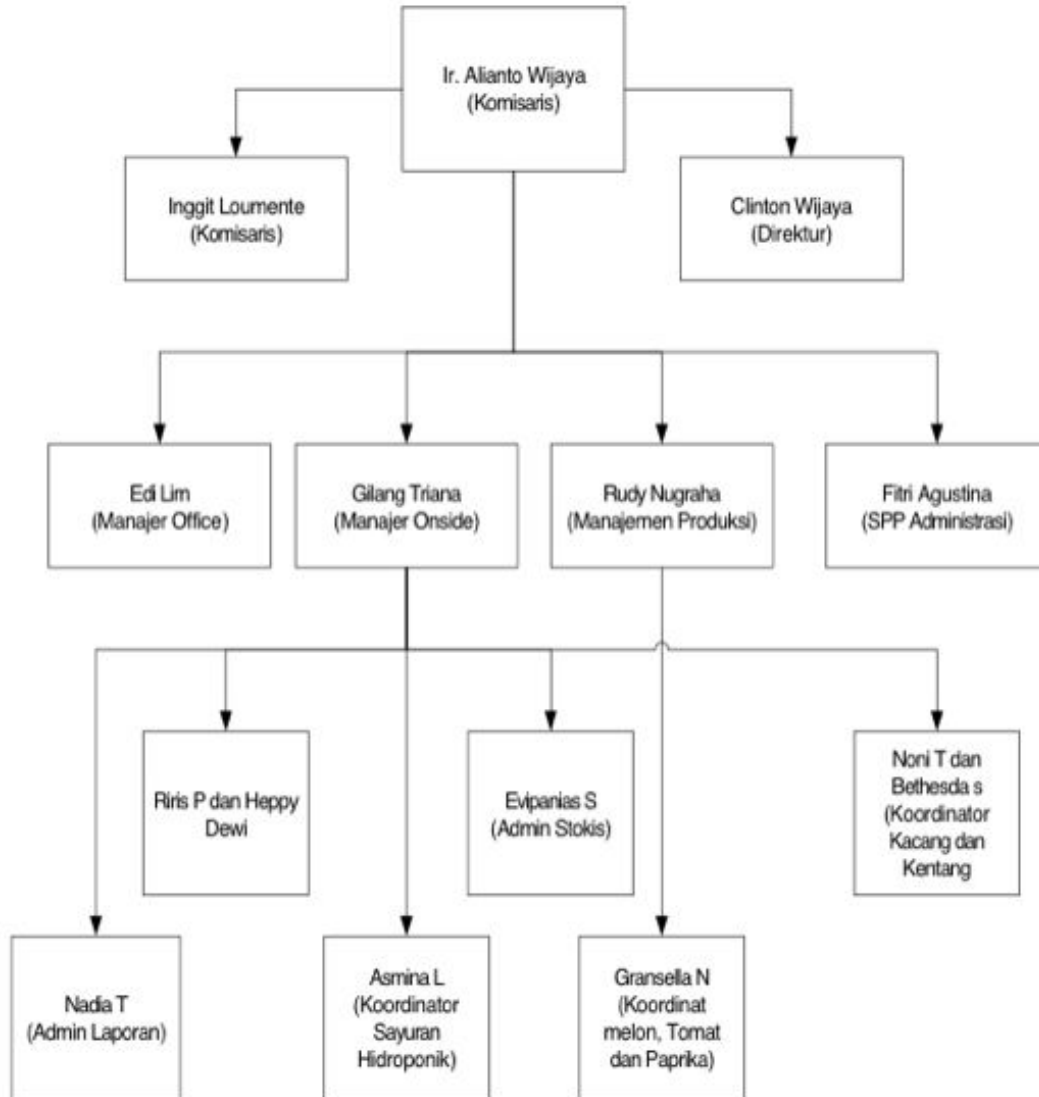 Ir. Alianto Wijaya
(Komisaris)
Inggit Loumente
(Komisaris)
Clinton Wijaya
(Direktur)
Edi Lim
(Manajer Office)
Gilang Triana
(Manajer Onside)
Rudy Nugraha
(Manajemen Produksi)
Fitri Agustina
(SPP Administrasi)
Riris P dan Heppy
Dewi
Evipanias S
(Admin Stokis)
Noni T dan
Bethesda s
(Koordinator
Kacang dan
Kentang
Nadia T
(Admin Laporan)
Asmina L
(Koordinator
Sayuran
Hidroponik)
Gransella N
(Koordinat
melon, Tomat
dan Paprika)